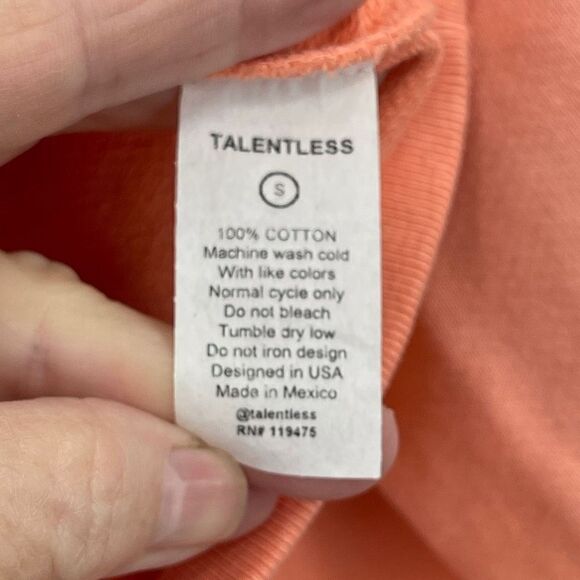 TALENTLESS
S
100% COTTON
Machine wash cold
With like colors
Normal cycle only
Do not bleach
Tumble dry low
Do not iron design
Designed in USA
Made in Mexico
@talentless
RN# 119475